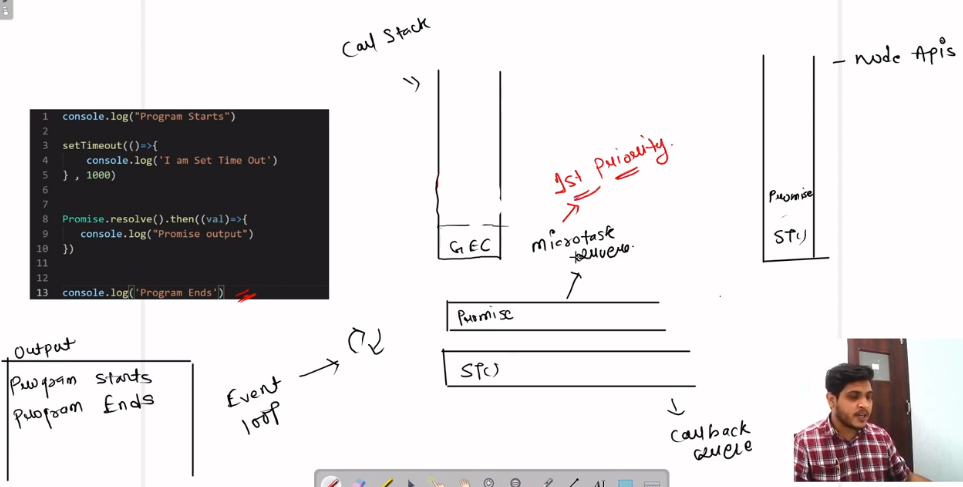 Call Stack
Node Apis
1 console.log("Program Starts")
2
3 setTimeout(()=>{
4 console.log('I am Set Time Out')
5 } , 1000)
6
7
8 Promise.resolve().then((val)=>{
9 console.log("Promise output")
10 })
11
12
13 console.log('Program Ends')
1st Priority.
GEC
Microtask
Queue
Promise
ST()
Promise
ST()
Output
Program Starts
Program Ends
Event
loop
Callback
Queue